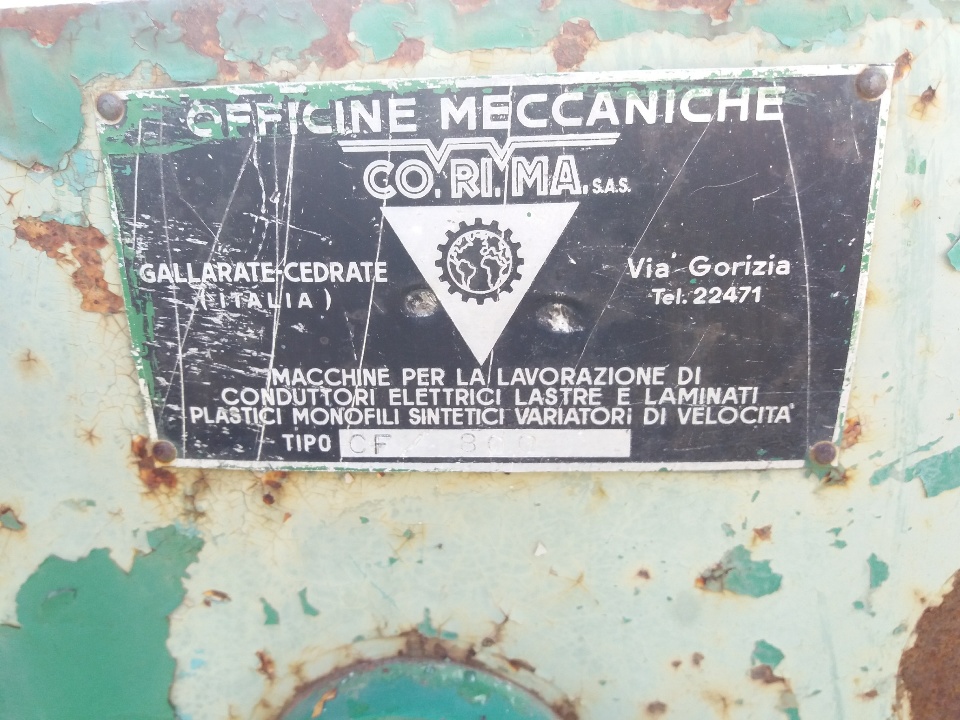 OFFICINE MECCANICHE
CO.RI.MA. S.A.S.
GALLARATE-CEDRATE
(ITALIA)
Via Gorizia
Tel. 22471
MACCHINE PER LA LAVORAZIONE DI
CONDUTTORI ELETTRICI LASTRE E LAMINATI
PLASTICI MONOFILI SINTETICI VARIATORI DI VELOCITA'
TIPO CF